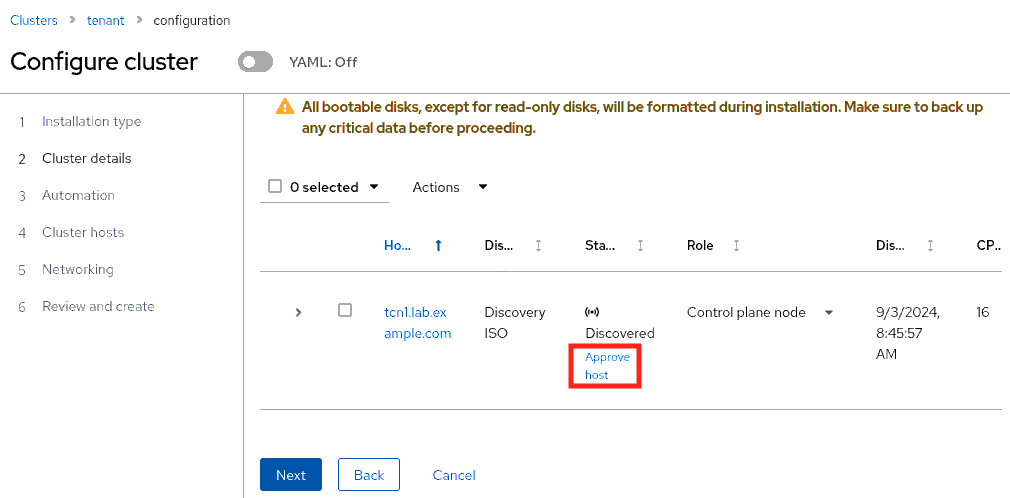 Clusters > tenant > configuration
Configure cluster YAML: Off
1 Installation type
2 Cluster details
3 Automation
4 Cluster hosts
5 Networking
6 Review and create
All bootable disks, except for read-only disks, will be formatted during installation. Make sure to back up
any critical data before proceeding.
0 selected Actions
Ho... Dis... Sta... Role Dis... CP..
tcn1.lab.ex Discovery Control plane node 9/3/2024, 16
ample.com ISO Discovered 8:45:57
Approve AM
host
Next Back Cancel